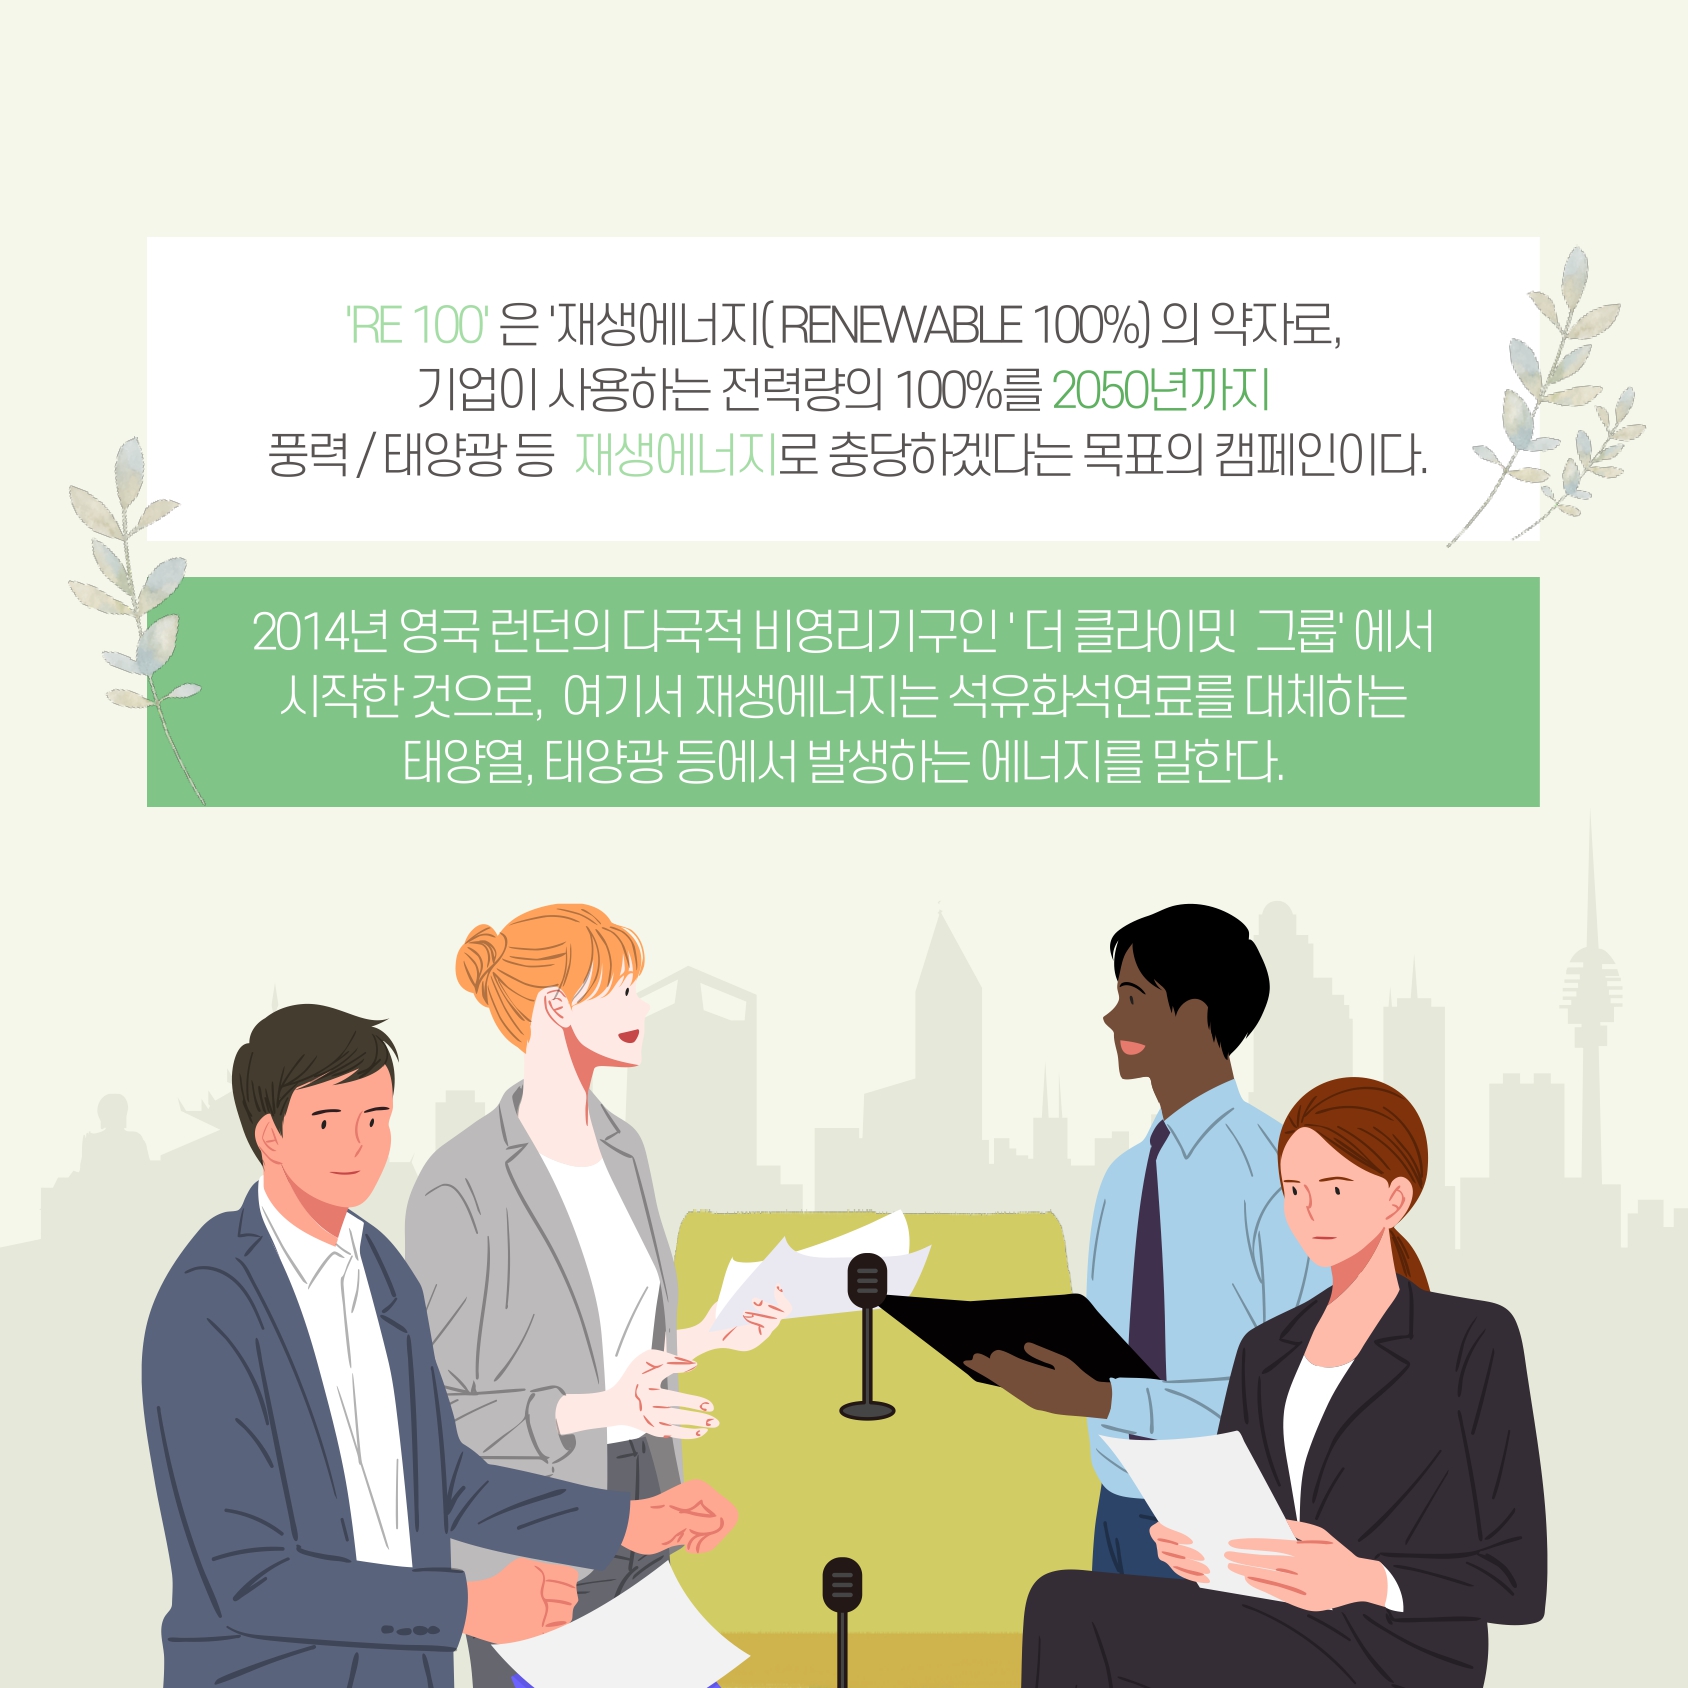 'RE 100' 은 '재생에너지( RENEWABLE 100%) 의 약자로,
기업이 사용하는 전력량의 100%를 2050년까지
풍력 / 태양광 등 재생에너지로 충당하겠다는 목표의 캠페인이다.
2014년 영국 런던의 다국적 비영리기구인 ' 더 클라이밋 그룹' 에서
시작한 것으로, 여기서 재생에너지는 석유화석연료를 대체하는
태양열, 태양광 등에서 발생하는 에너지를 말한다.